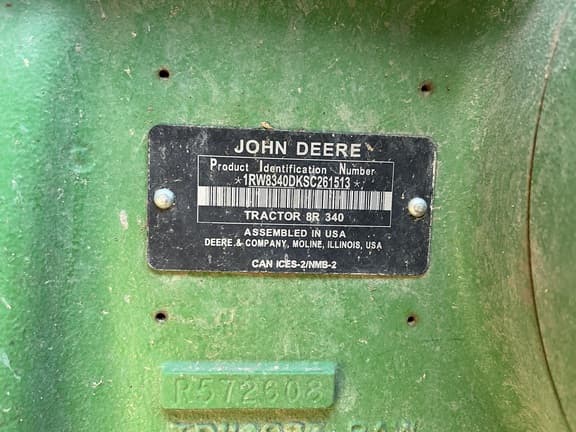 JOHN DEERE
Product Identification Number
*1RW8340DKSC261513*
TRACTOR 8R 340
ASSEMBLED IN USA
DEERE & COMPANY, MOLINE, ILLINOIS, USA
CAN ICES-2/NMB-2
R572608